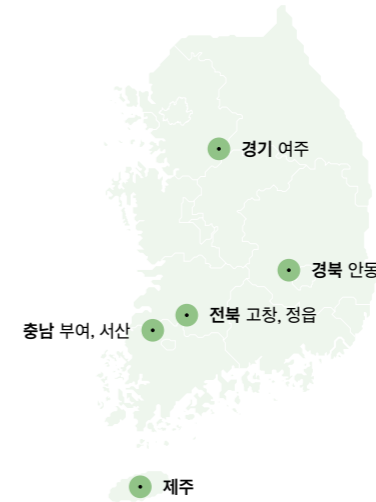 경기 여주
경북 안동
전북 고창, 정읍
충남 부여, 서산
제주